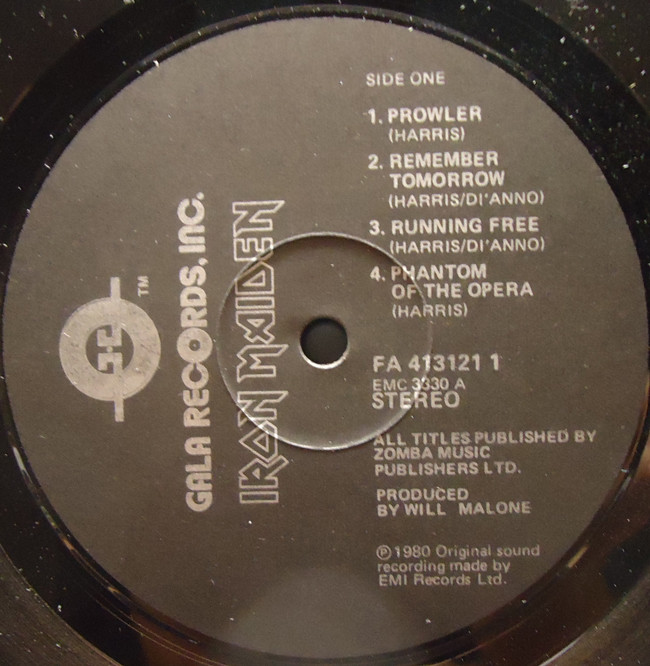 SIDE ONE
1. PROWLER
(HARRIS)
2. REMEMBER
TOMORROW
(HARRIS/DI'ANNO)
3. RUNNING FREE
(HARRIS/DI'ANNO)
4. PHANTOM
OF THE OPERA
(HARRIS)
FA 413121 1
EMC 3330 A
STEREO
ALL TITLES PUBLISHED BY
ZOMBA MUSIC
PUBLISHERS LTD.
PRODUCED
BY WILL MALONE
℗ 1980 Original sound
recording made by
EMI Records Ltd.
IRON MAIDEN
GALA RECORDS, INC.
G
TM